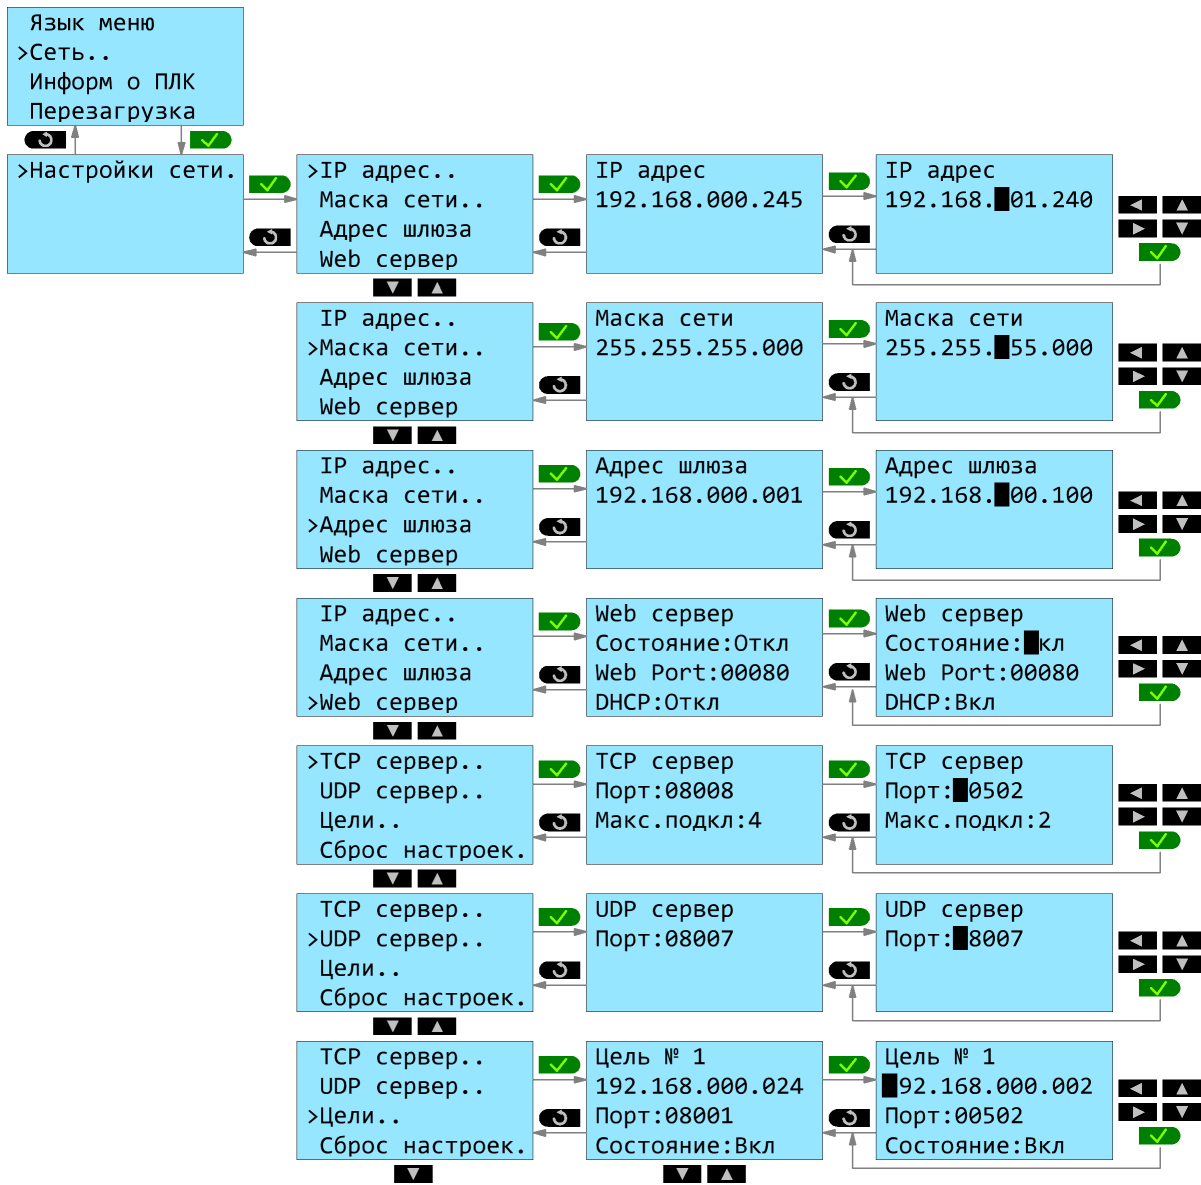 Язык меню
>Сеть..
Информ о ПЛК
Перезагрузка
>Настройки сети.
>IP адрес..
Маска сети..
Адрес шлюза
Web сервер
IP адрес
192.168.000.245
IP адрес
192.168.█01.240
IP адрес..
>Маска сети..
Адрес шлюза
Web сервер
Маска сети
255.255.255.000
Маска сети
255.255.█55.000
IP адрес..
Маска сети..
>Адрес шлюза
Web сервер
Адрес шлюза
192.168.000.001
Адрес шлюза
192.168.█00.100
IP адрес..
Маска сети..
Адрес шлюза
>Web сервер
Web сервер
Состояние:Откл
Web Port:00080
DHCP:Откл
Web сервер
Состояние:█кл
Web Port:00080
DHCP:Вкл
>TCP сервер..
UDP сервер..
Цели..
Сброс настроек.
TCP сервер
Порт:08008
Макс.подкл:4
TCP сервер
Порт:█0502
Макс.подкл:2
TCP сервер..
>UDP сервер..
Цели..
Сброс настроек.
UDP сервер
Порт:08007
UDP сервер
Порт:█8007
TCP сервер..
UDP сервер..
>Цели..
Сброс настроек.
Цель № 1
192.168.000.024
Порт:08001
Состояние:Вкл
Цель № 1
█92.168.000.002
Порт:00502
Состояние:Вкл